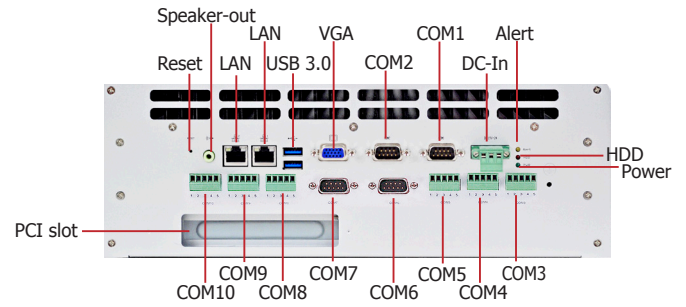 Speaker-out
LAN VGA COM1 Alert
Reset LAN USB 3.0 COM2 DC-In
HDD
Power
PCI slot
COM9 COM7 COM5 COM3
COM10 COM8 COM6 COM4